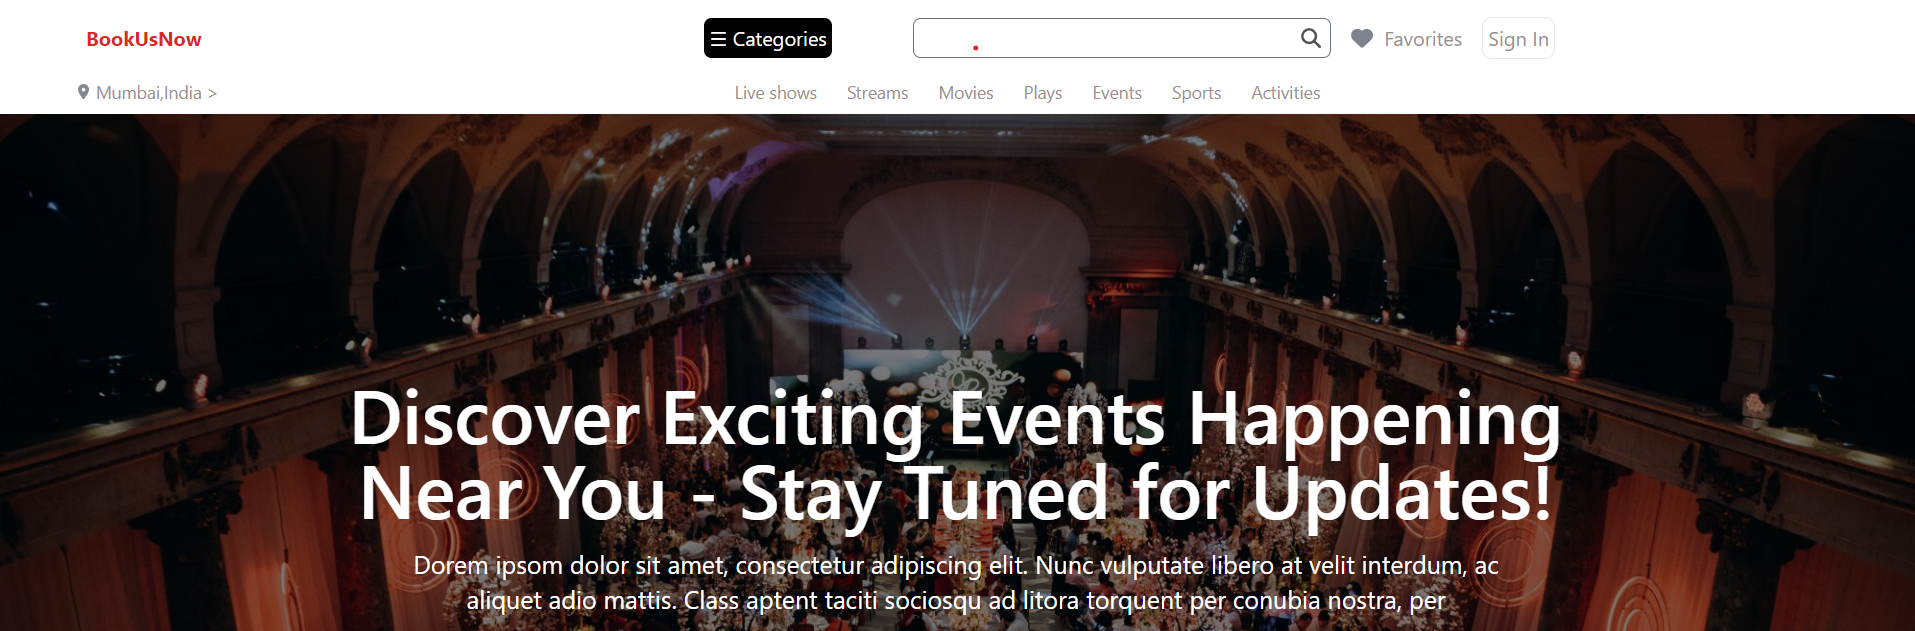 BookUsNow
☰ Categories
Favorites
Sign In
Mumbai,India >
Live shows Streams Movies Plays Events Sports Activities
Discover Exciting Events Happening
Near You - Stay Tuned for Updates!
Dorem ipsom dolor sit amet, consectetur adipiscing elit. Nunc vulputate libero at velit interdum, ac
aliquet adio mattis. Class aptent taciti sociosqu ad litora torquent per conubia nostra, per